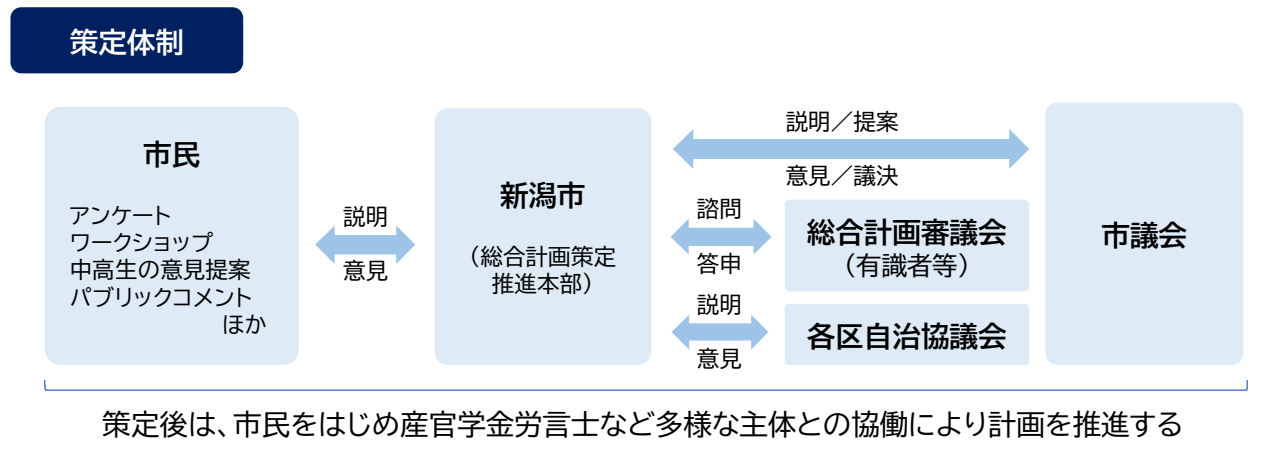 策定体制
市民
アンケート
ワークショップ
中高生の意見提案
パブリックコメント
ほか
説明
意見
新潟市
（総合計画策定
推進本部）
説明／提案
意見／議決
諮問
答申
総合計画審議会
（有識者等）
説明
意見
各区自治協議会
市議会
策定後は、市民をはじめ産官学金労言士など多様な主体との協働により計画を推進する